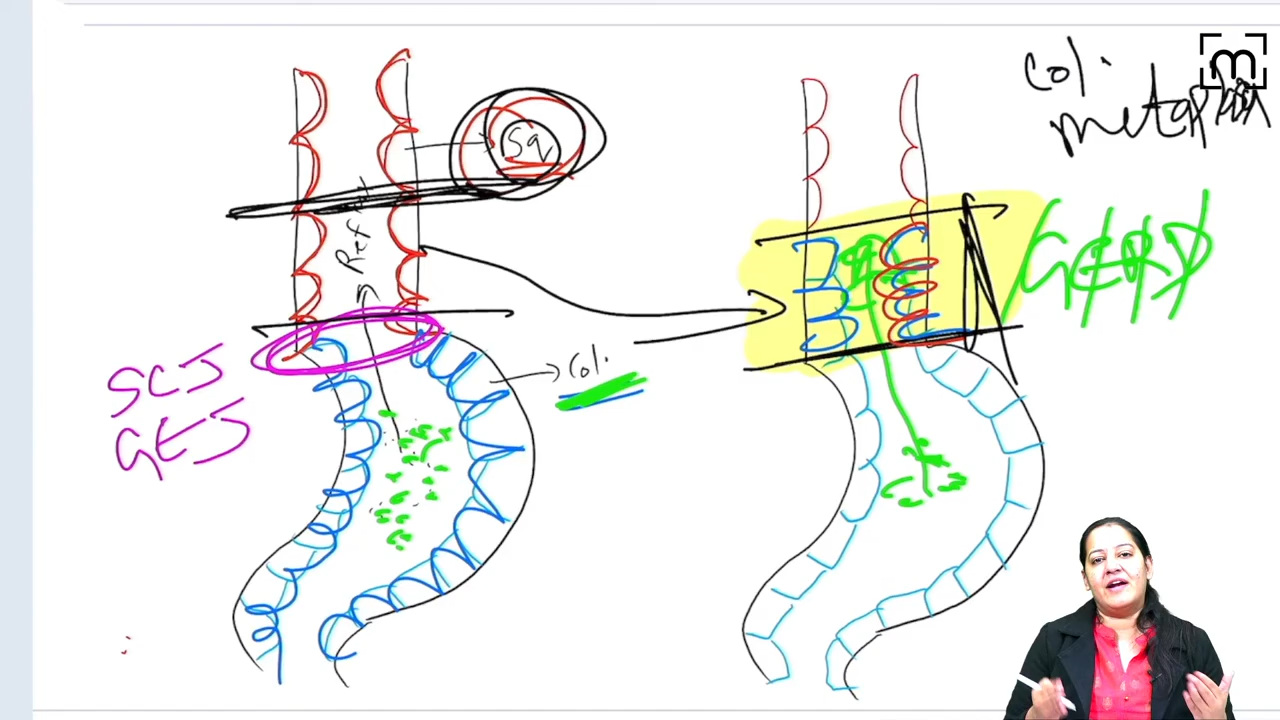 Sq
Ref
SCJ
GEJ
Col.
Col.
metaplasia
GERD
m